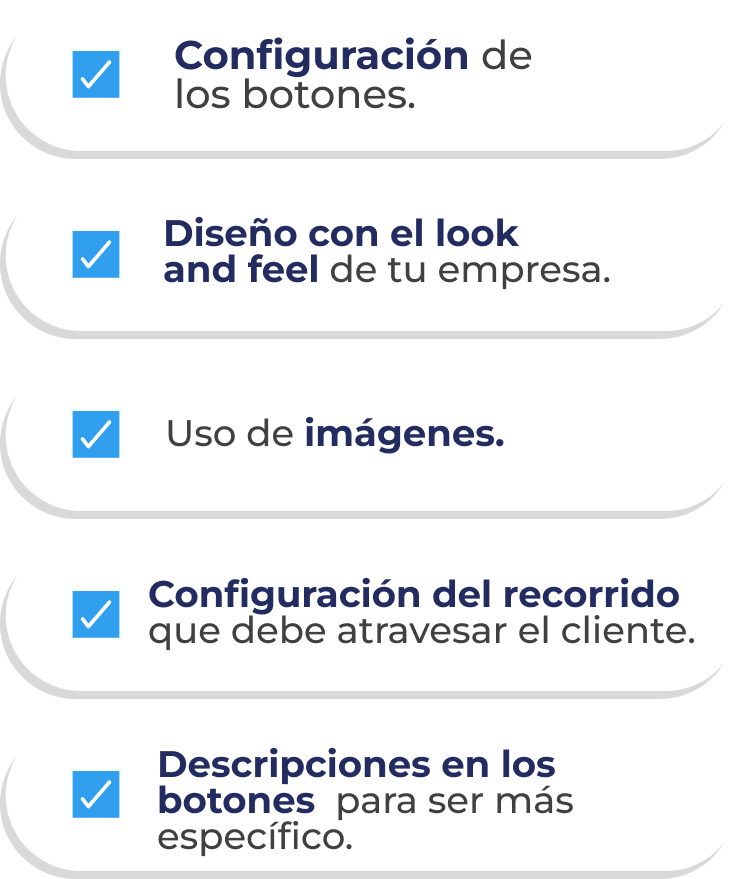 Configuración de
los botones.
Diseño con el look
and feel de tu empresa.
Uso de imágenes.
Configuración del recorrido
que debe atravesar el cliente.
Descripciones en los
botones para ser más
específico.